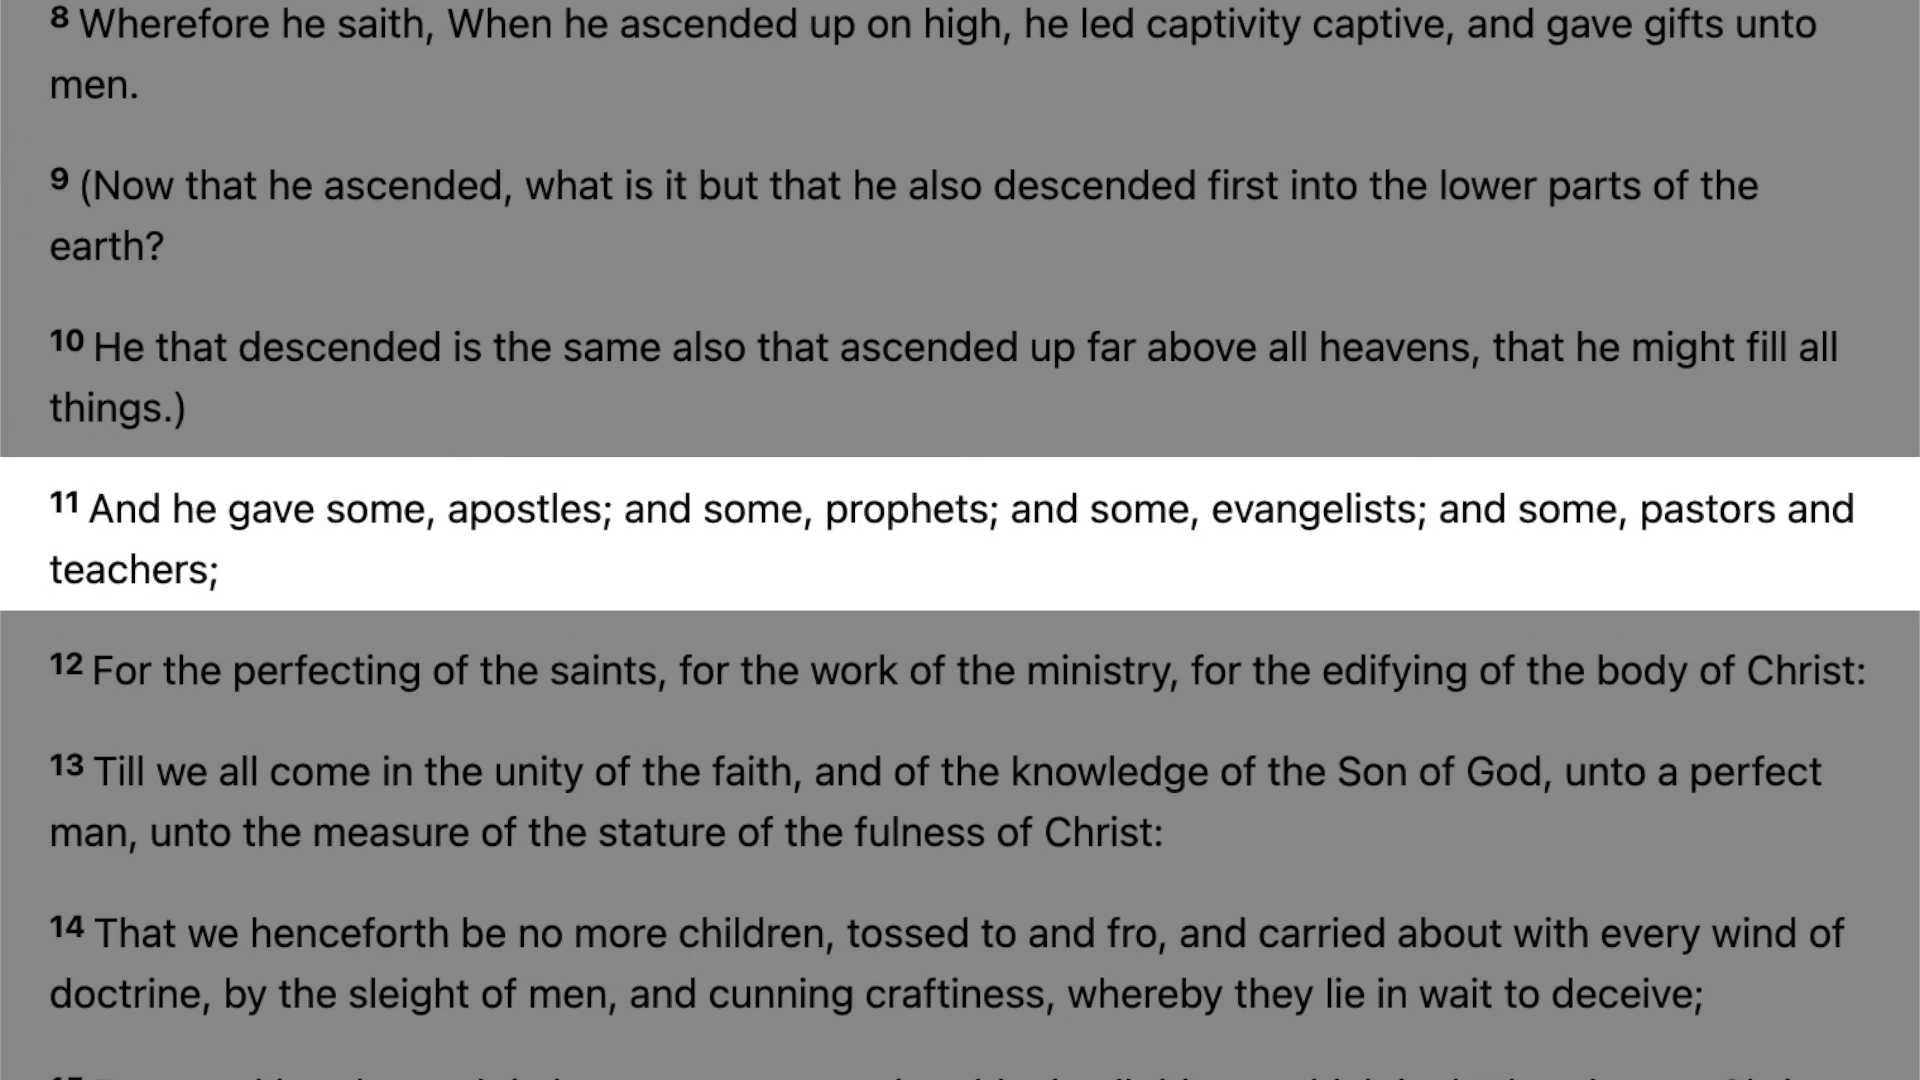 8 Wherefore he saith, When he ascended up on high, he led captivity captive, and gave gifts unto
men.
9 (Now that he ascended, what is it but that he also descended first into the lower parts of the
earth?
10 He that descended is the same also that ascended up far above all heavens, that he might fill all
things.)
11 And he gave some, apostles; and some, prophets; and some, evangelists; and some, pastors and
teachers;
12 For the perfecting of the saints, for the work of the ministry, for the edifying of the body of Christ:
13 Till we all come in the unity of the faith, and of the knowledge of the Son of God, unto a perfect
man, unto the measure of the stature of the fulness of Christ:
14 That we henceforth be no more children, tossed to and fro, and carried about with every wind of
doctrine, by the sleight of men, and cunning craftiness, whereby they lie in wait to deceive;